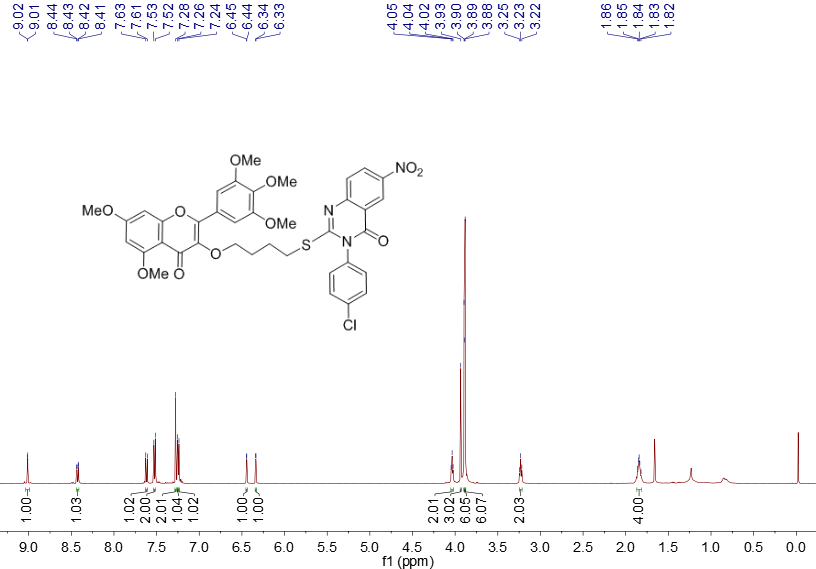 9.02 9.01 8.44 8.43 8.42 8.41 7.63 7.61 7.53 7.52 7.28 7.26 7.24 6.45 6.44 6.34 6.33 4.05 4.04 4.02 3.93 3.90 3.89 3.88 3.25 3.23 3.22 1.86 1.85 1.84 1.83 1.82
OMe
NO2
OMe
MeO
O
N
OMe
S
N
O
OMe
O
O
Cl
1.00 1.03 1.02 2.00 2.01 1.04 1.02 1.00 1.00 2.01 3.02 6.05 6.07 2.03 4.00
9.0 8.5 8.0 7.5 7.0 6.5 6.0 5.5 5.0 4.5 4.0 3.5 3.0 2.5 2.0 1.5 1.0 0.5 0.0
f1 (ppm)